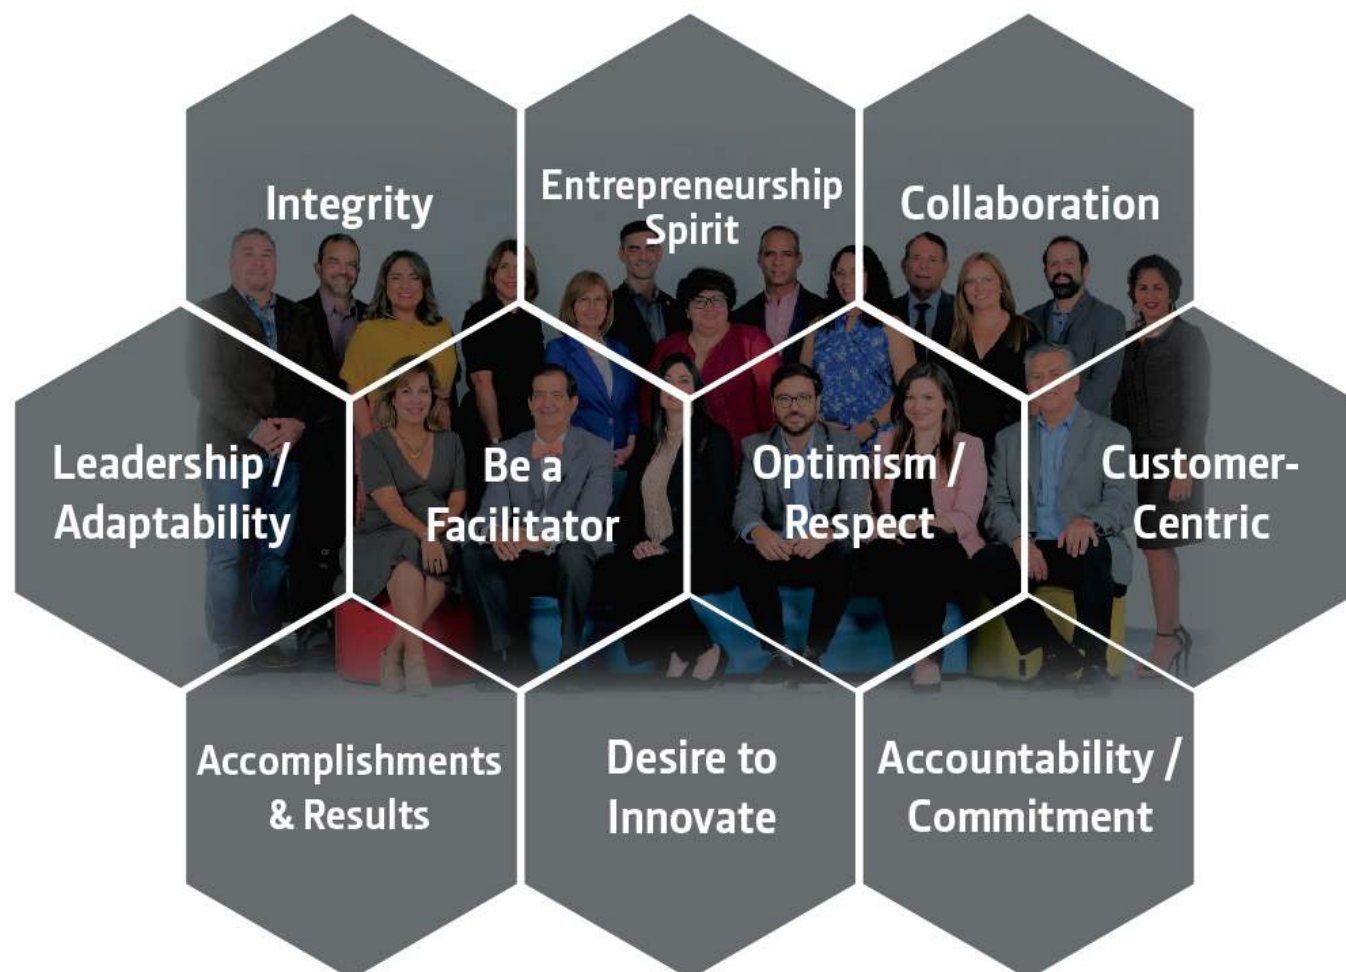 Integrity
Entrepreneurship
Spirit
Collaboration
Leadership /
Adaptability
Be a
Facilitator
Optimism /
Respect
Customer-
Centric
Accomplishments
& Results
Desire to
Innovate
Accountability /
Commitment